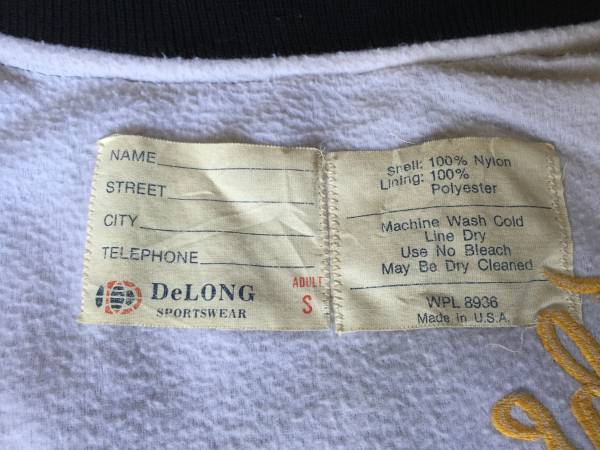 NAME
STREET
CITY
TELEPHONE
DeLONG
SPORTSWEAR
ADULT
S
Shell: 100% Nylon
Lining: 100%
Polyester
Machine Wash Cold
Line Dry
Use No Bleach
May Be Dry Cleaned
WPL 8936
Made in U.S.A.